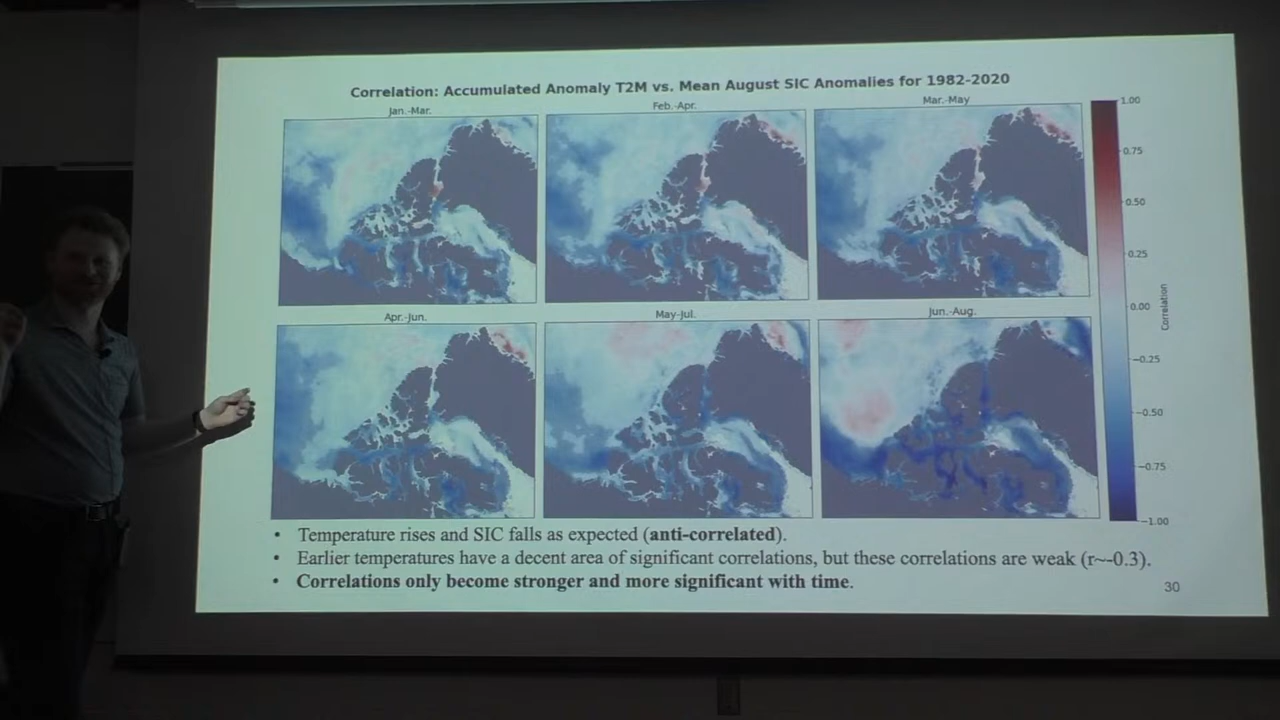 Correlation: Accumulated Anomaly T2M vs. Mean August SIC Anomalies for 1982-2020
Jan.-Mar.
Feb.-Apr.
Mar.-May
Apr.-Jun.
May-Jul.
Jun.-Aug.
1.00
0.75
0.50
0.25
0.00
−0.25
−0.50
−0.75
−1.00
Correlation
• Temperature rises and SIC falls as expected (anti-correlated).
• Earlier temperatures have a decent area of significant correlations, but these correlations are weak (r~-0.3).
• Correlations only become stronger and more significant with time.
30